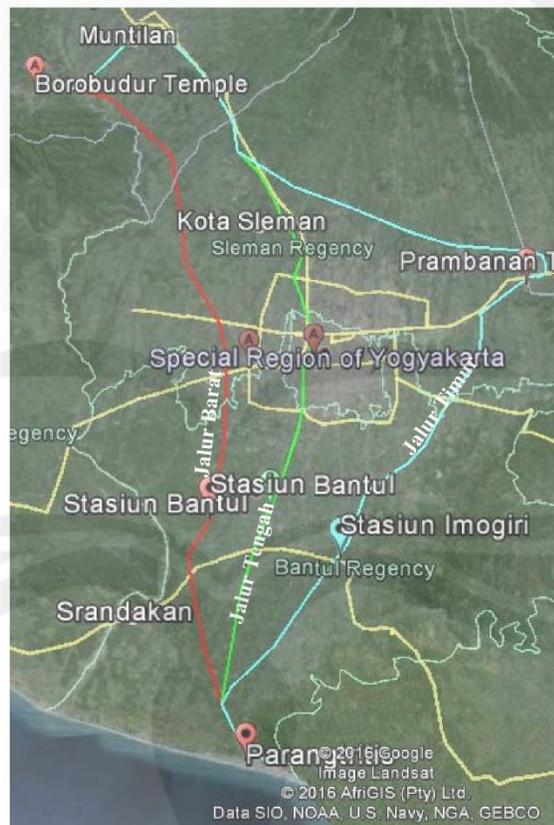 Muntilan
A
Borobudur Temple
Kota Sleman
Sleman Regency
Prambanan T
A
A
Special Region of Yogyakarta
Jalur Barat
Jalur Timur
egency
Stasiun Bantul
Stasiun Bantul
Jalur Tengah
Stasiun Imogiri
Bantul Regency
Srandakan
Parangtritis
© 2016 Google
Image Landsat
© 2016 AfriGIS (Pty) Ltd.
Data SIO, NOAA, U.S. Navy, NGA, GEBCO